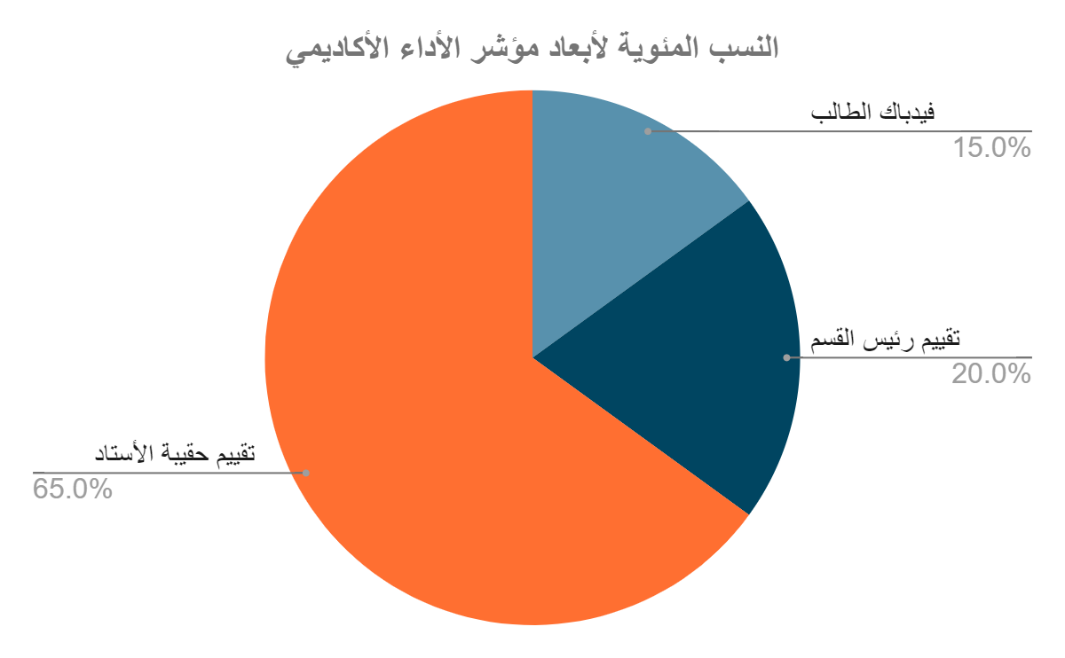 النسب المئوية لأبعاد مؤشر الأداء الأكاديمي
فيدباك الطالب
15.0%
تقييم رئيس القسم
20.0%
تقييم حقيبة الأستاد
65.0%